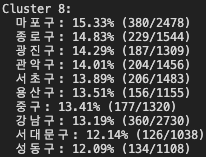 Cluster 8:
마포구: 15.33% (380/2478)
종로구: 14.83% (229/1544)
광진구: 14.29% (187/1309)
관악구: 14.01% (204/1456)
서초구: 13.89% (206/1483)
용산구: 13.51% (156/1155)
중구: 13.41% (177/1320)
강남구: 13.19% (360/2730)
서대문구: 12.14% (126/1038)
성동구: 12.09% (134/1108)